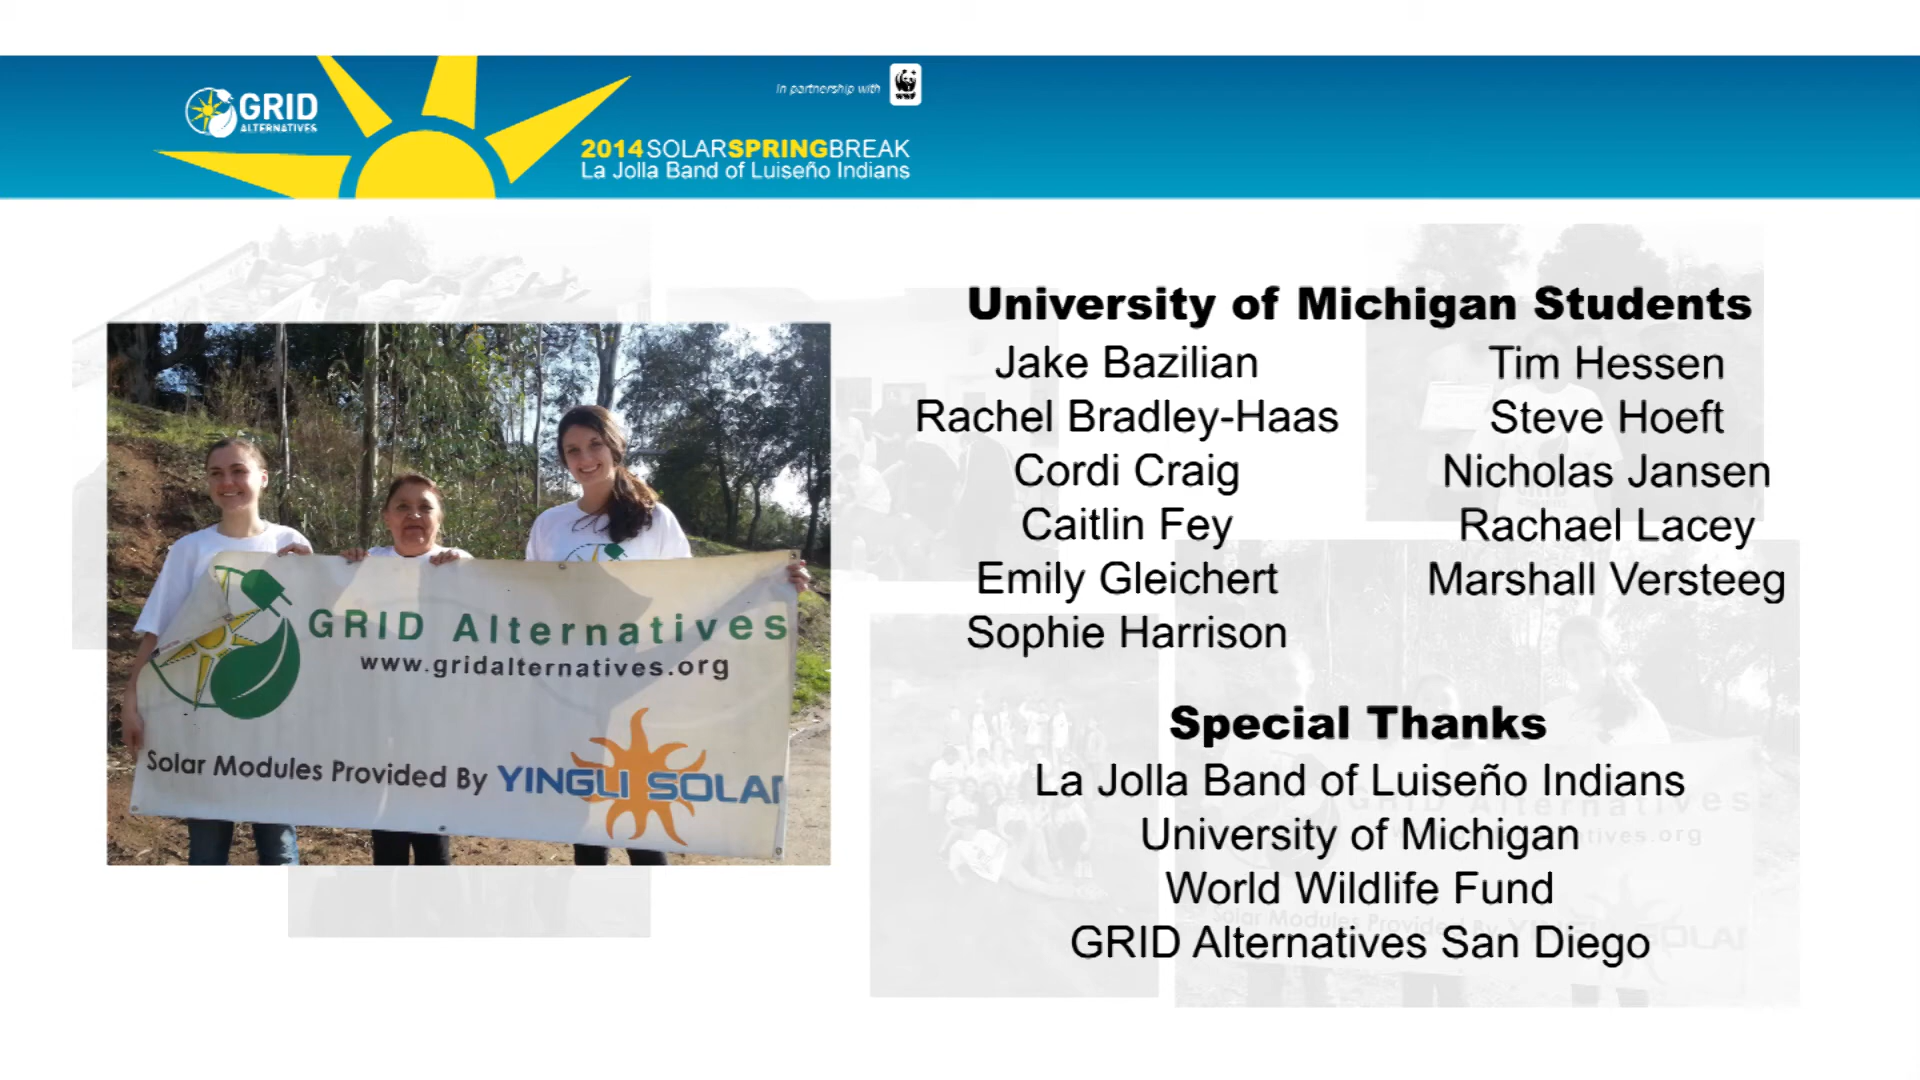 GRID
ALTERNATIVES
In partnership with
WWF
2014SOLARSPRINGBREAK
La Jolla Band of Luiseño Indians
GRID Alternatives
www.gridalternatives.org
Solar Modules Provided By YINGLI SOLAR
University of Michigan Students
Jake Bazilian
Rachel Bradley-Haas
Cordi Craig
Caitlin Fey
Emily Gleichert
Sophie Harrison
Tim Hessen
Steve Hoeft
Nicholas Jansen
Rachael Lacey
Marshall Versteeg
Special Thanks
La Jolla Band of Luiseño Indians
University of Michigan
World Wildlife Fund
GRID Alternatives San Diego